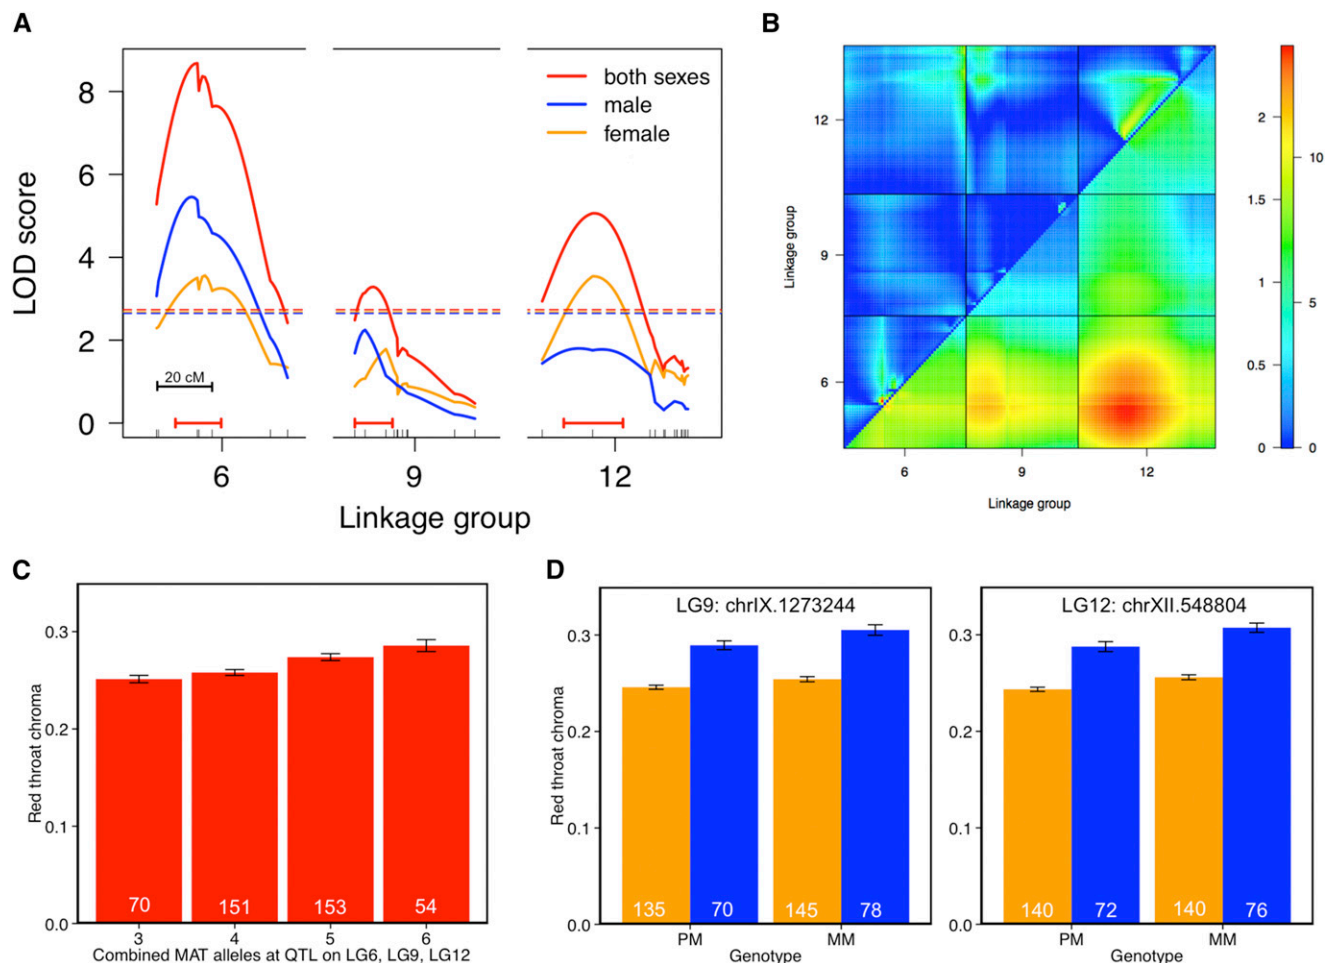 A
8
6
4
2
0
LOD score
both sexes
male
female
20 cM
6
9
12
Linkage group
B
12
9
6
Linkage group
6
9
12
Linkage group
2
1.5
1
0.5
0
10
5
0
C
0.3
0.2
0.1
0.0
Red throat chroma
70
151
153
54
3
4
5
6
Combined MAT alleles at QTL on LG6, LG9, LG12
D
LG9: chrIX.1273244
0.3
0.2
0.1
0.0
Red throat chroma
135
70
145
78
PM
MM
Genotype
LG12: chrXII.548804
0.3
0.2
0.1
0.0
Red throat chroma
140
72
140
76
PM
MM
Genotype